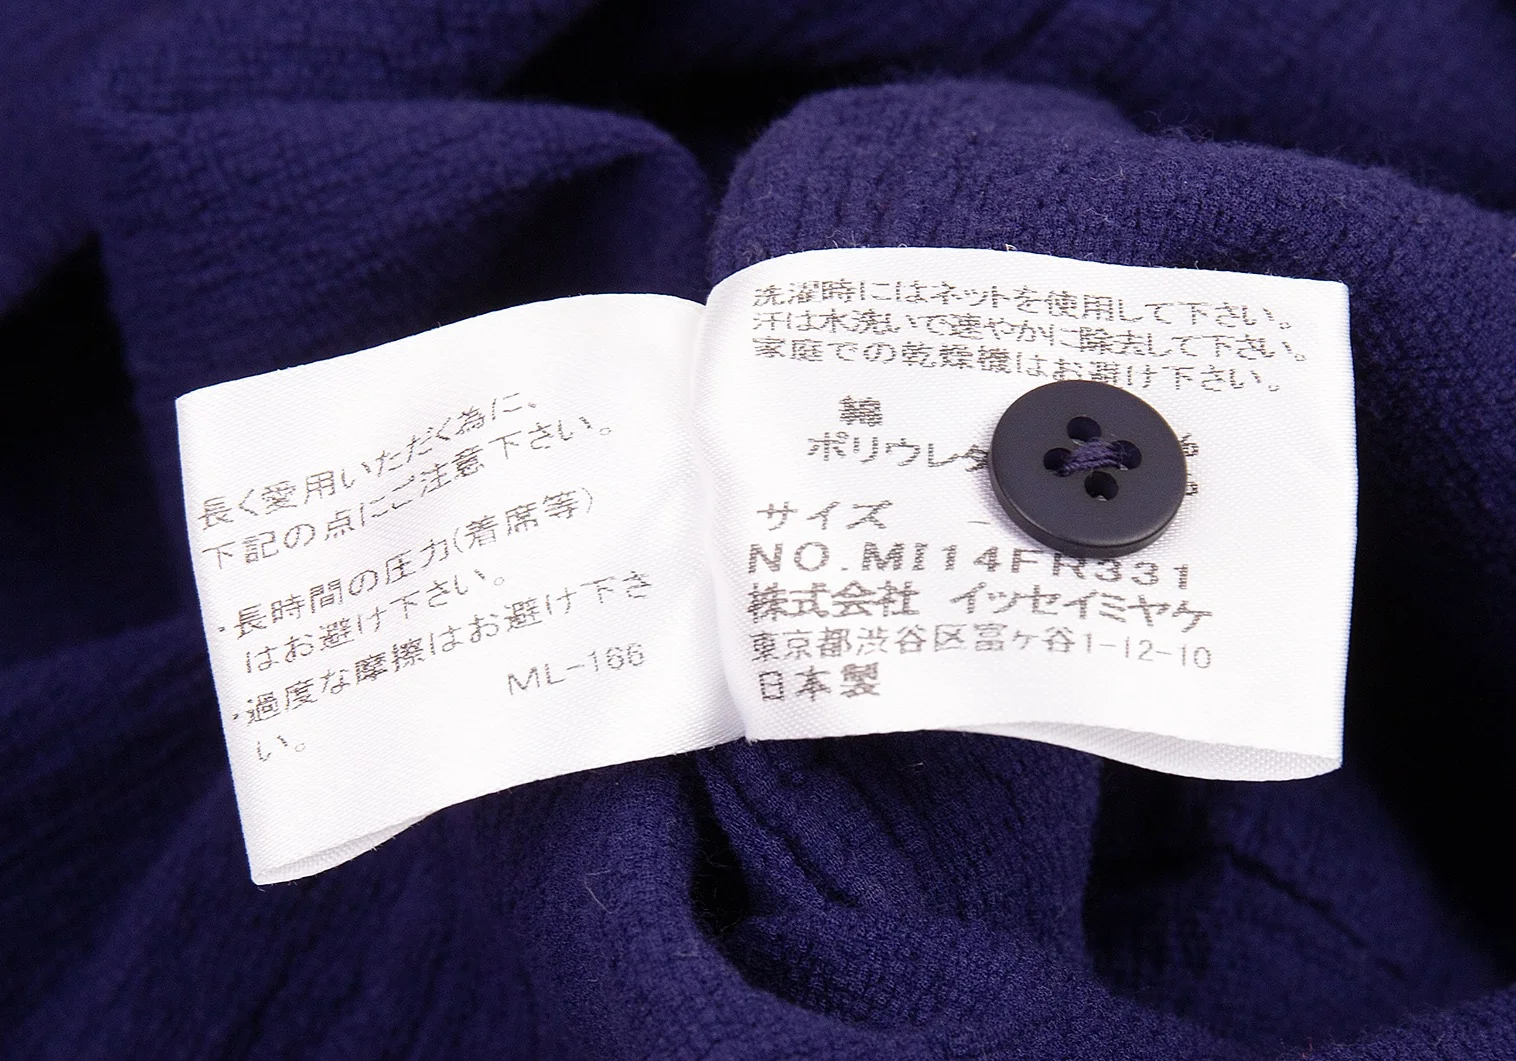 長く愛用いただく為に、
下記の点にご注意下さい。
・長時間の圧力(着席等)
はお避け下さい。
・過度な摩擦はお避け下さ
い。
ML-166
洗濯時にはネットを使用して下さい。
汗は水洗いで速やかに除去して下さい。
家庭での乾燥機はお避け下さい。
綿
ポリウレタ
サイズ -
NO.MI14FR331
株式会社 イッセイミヤケ
東京都渋谷区富ヶ谷1-12-10
日本製